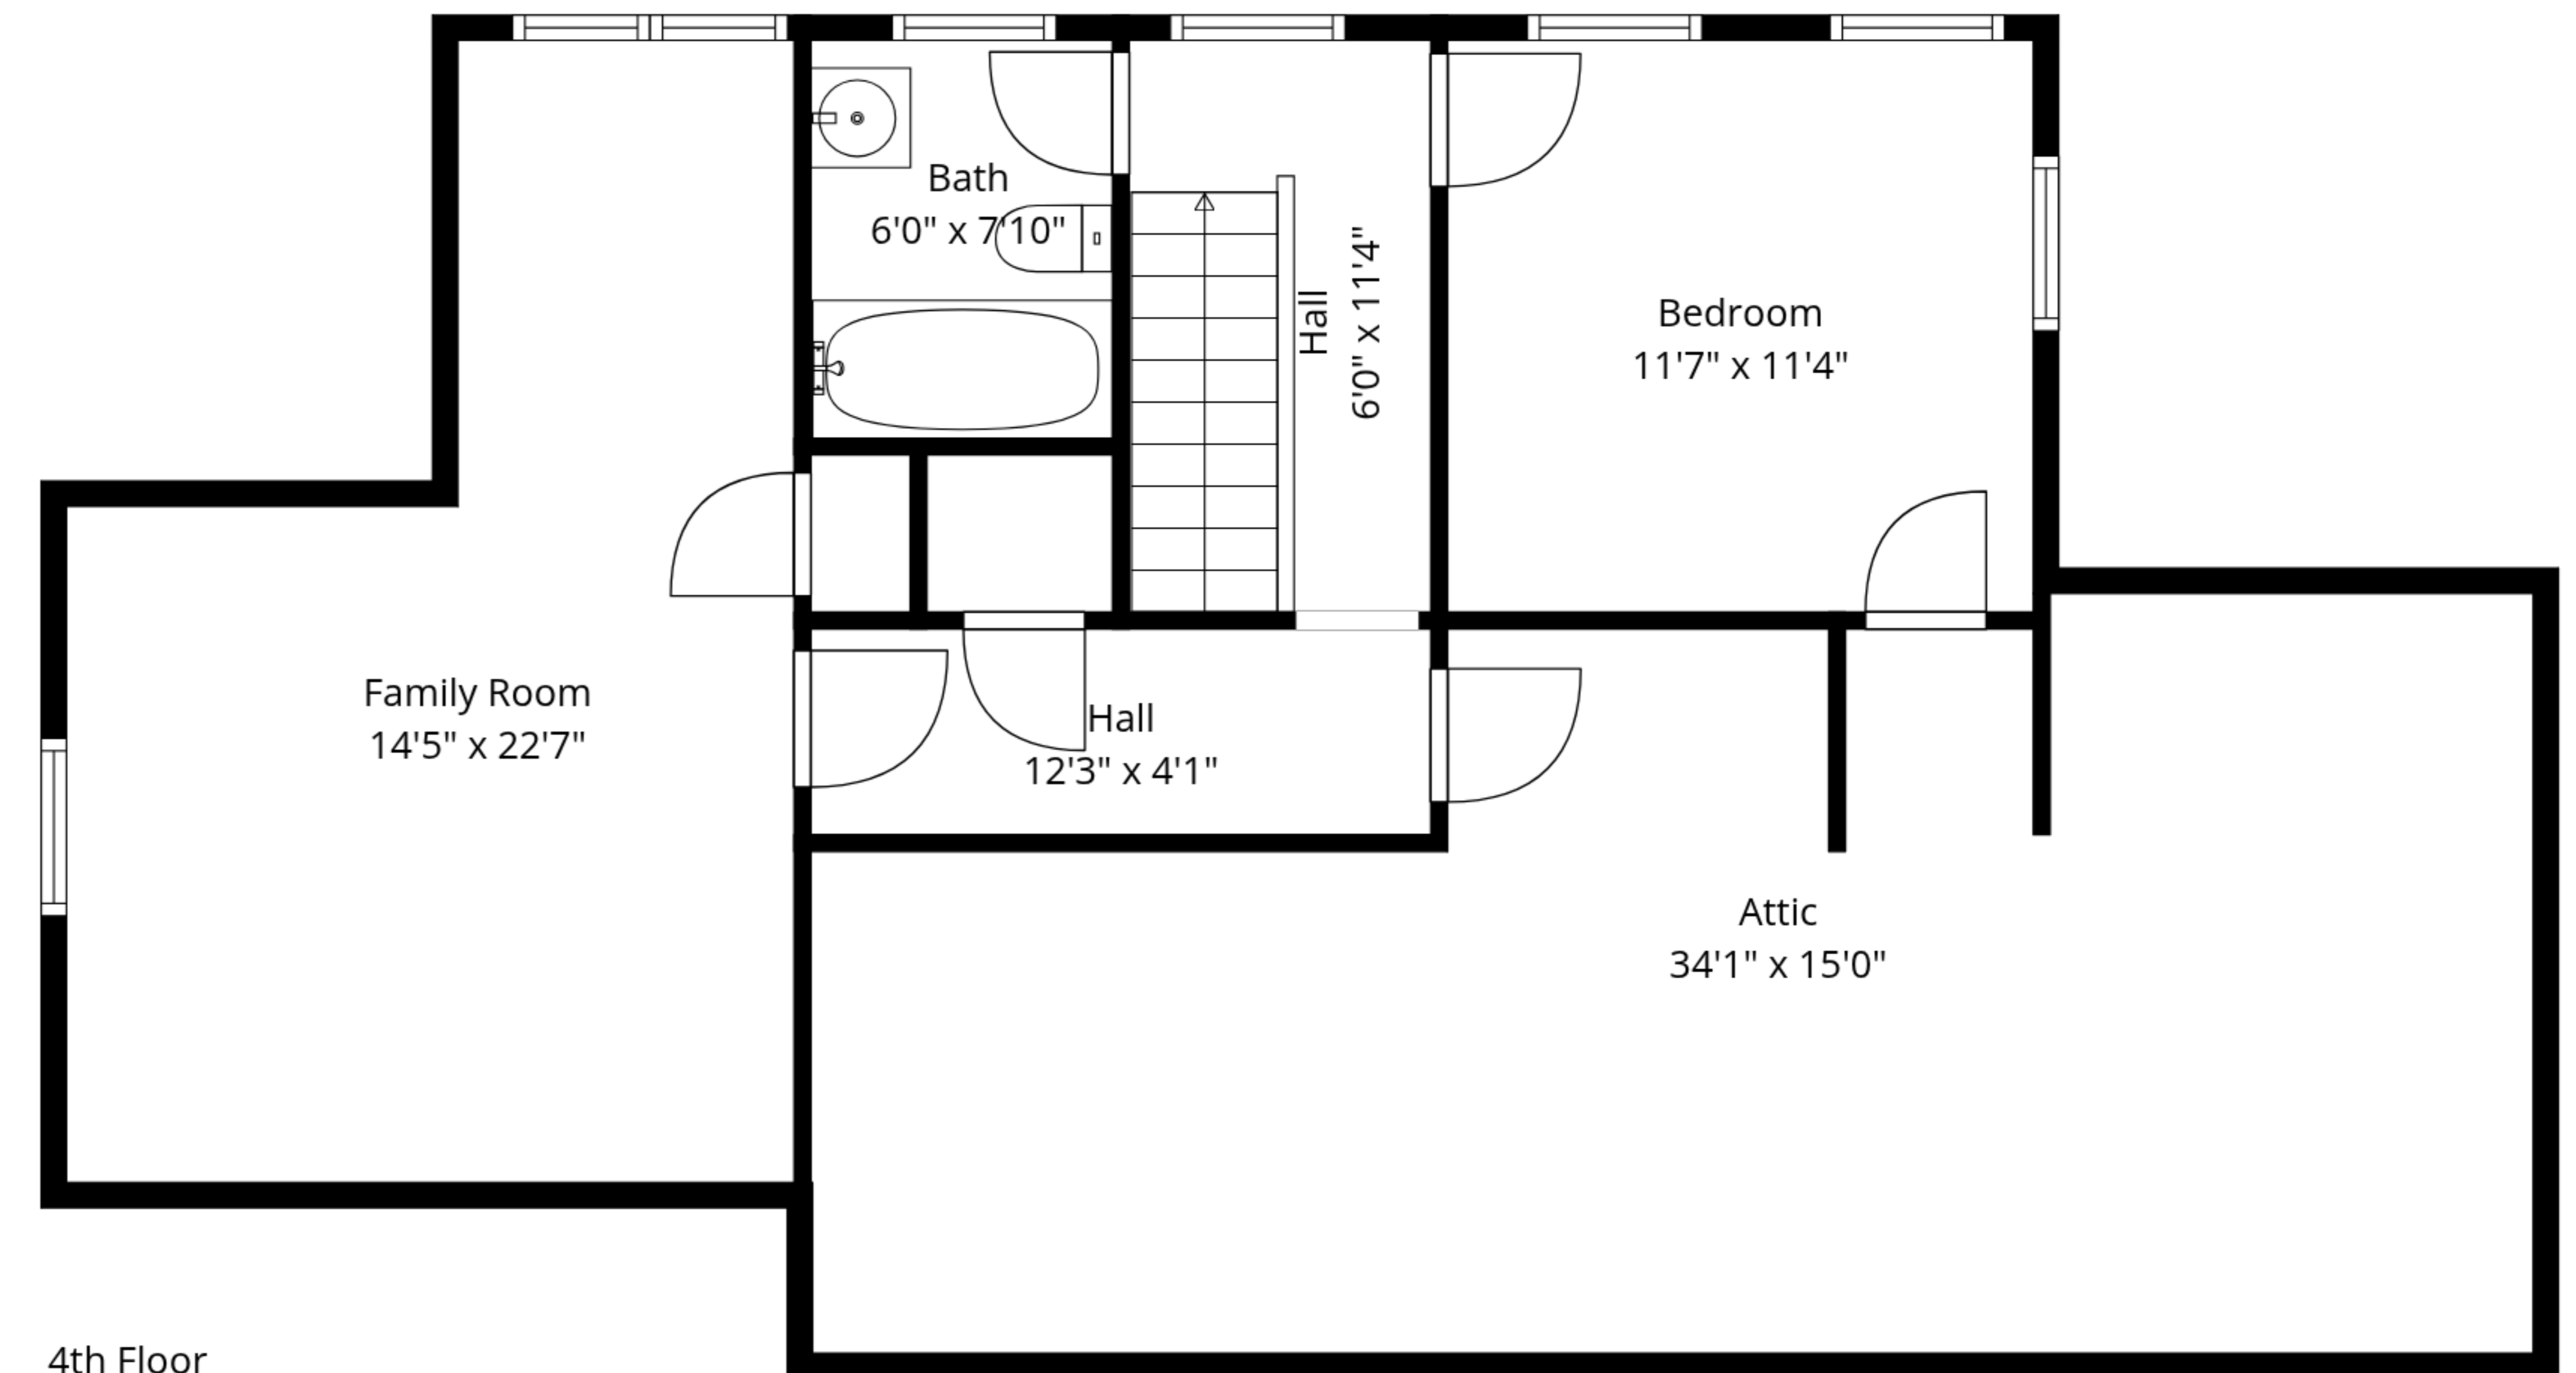 Bath
6'0" x 7'10"
Hall
6'0" x 11'4"
Bedroom
11'7" x 11'4"
Family Room
14'5" x 22'7"
Hall
12'3" x 4'1"
Attic
34'1" x 15'0"
4th Floor